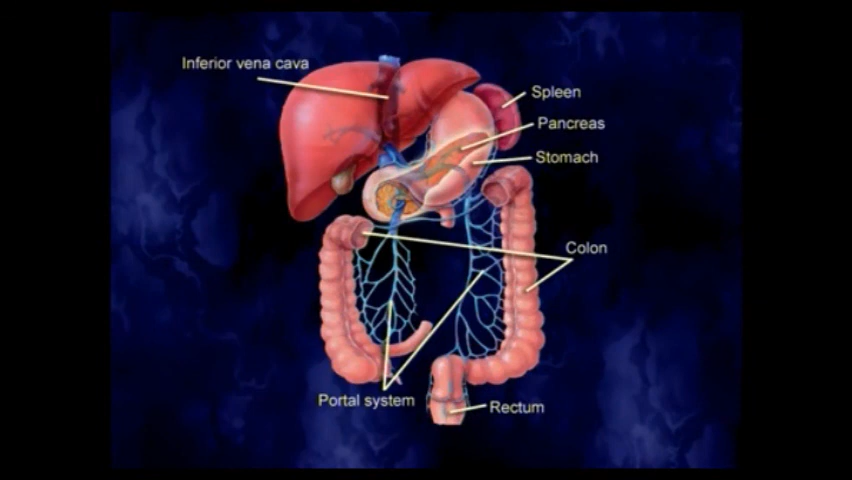 Inferior vena cava
Spleen
Pancreas
Stomach
Colon
Portal system
Rectum